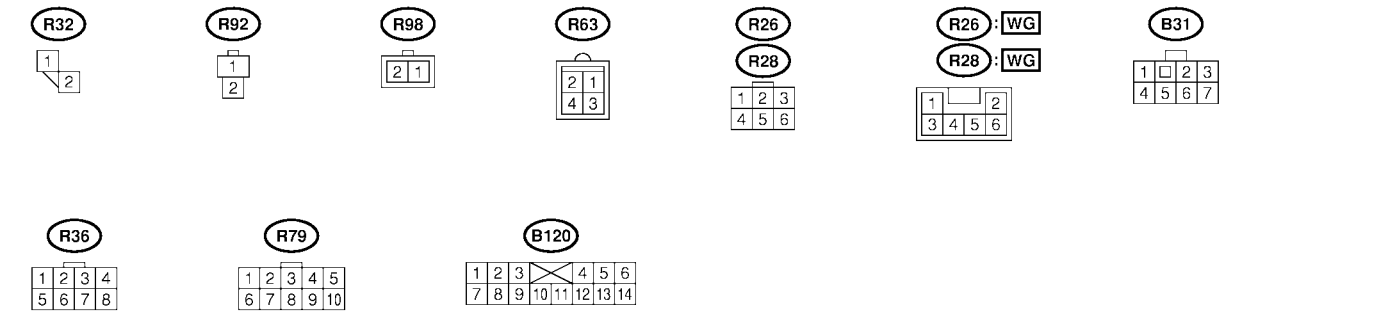 R32 R92 R98 R63 R26 R26 : WG B31
R28 R28 : WG
1 2
1 2
2 1
2 1
4 3
1 2 3
4 5 6
1 2
3 4 5 6
1 2 3
4 5 6 7
R36 R79 B120
1 2 3 4
5 6 7 8
1 2 3 4 5
6 7 8 9 10
1 2 3 4 5 6
7 8 9 10 11 12 13 14